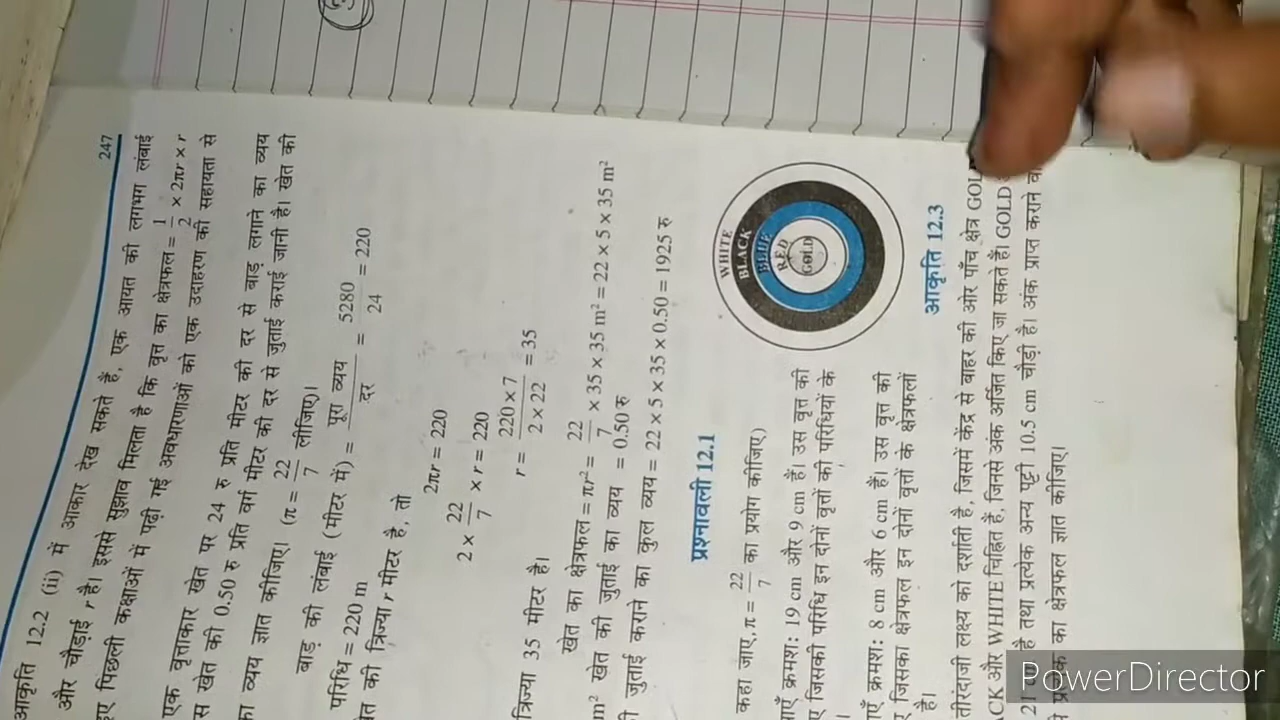 247
आकृति 12.2 (ii) में आकार देख सकते हैं, एक आयत की लगभग लंबाई
और चौड़ाई r है। इससे सुझाव मिलता है कि वृत्त का क्षेत्रफल = 1/2 × 2πr × r
पिछली कक्षाओं में पढ़ी गई अवधारणाओं को एक उदाहरण की सहायता से
एक वृत्ताकार खेत पर 24 रु प्रति मीटर की दर से बाड़ लगाने का व्यय
खेत की 0.50 रु प्रति वर्ग मीटर की दर से जुताई कराई जानी है। खेत की
व्यय ज्ञात कीजिए। (π = 22/7 लीजिए)।
बाड़ की लंबाई (मीटर में) = पूरा व्यय/दर = 5280/24 = 220
परिधि = 220 m
की त्रिज्या r मीटर है, तो
2πr = 220
2 × 22/7 × r = 220
r = 220 × 7/2 × 22 = 35
त्रिज्या 35 मीटर है।
खेत का क्षेत्रफल = πr² = 22/7 × 35 × 35 m² = 22 × 5 × 35 m²
m² खेत की जुताई का व्यय = 0.50 रु
जुताई कराने का कुल व्यय = 22 × 5 × 35 × 0.50 = 1925 रु
प्रश्नावली 12.1
कहा जाए, π = 22/7 का प्रयोग कीजिए)
क्रमशः 19 cm और 9 cm हैं। उस वृत्त की
जिसकी परिधि इन दोनों वृत्तों की परिधियों के
क्रमशः 8 cm और 6 cm हैं। उस वृत्त की
जिसका क्षेत्रफल इन दोनों वृत्तों के क्षेत्रफलों
है।
WHITE
BLACK
BLUE
RED
GOLD
आकृति 12.3
तीरंदाजी लक्ष्य को दर्शाती है, जिसमें केंद्र से बाहर की ओर पाँच क्षेत्र GOLD
और WHITE चिह्नित हैं, जिनसे अंक अर्जित किए जा सकते हैं। GOLD
21 है तथा प्रत्येक अन्य पट्टी 10.5 cm चौड़ी है। अंक प्राप्त कराने
प्रत्येक का क्षेत्रफल ज्ञात कीजिए।
PowerDirector